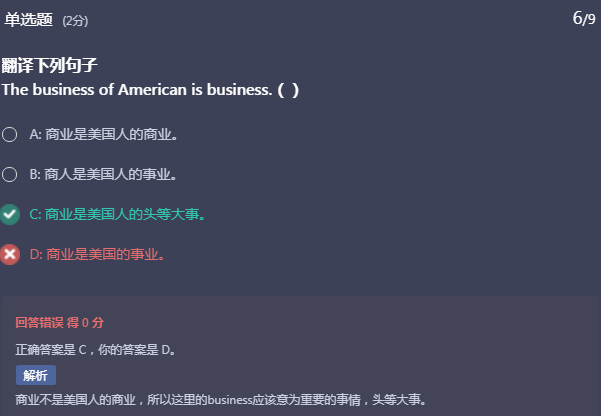 单选题 (2分) 6/9
翻译下列句子
The business of American is business. ( )
A: 商业是美国人的商业。
B: 商人是美国人的事业。
C: 商业是美国人的头等大事。
D: 商业是美国的事业。
回答错误 得 0 分
正确答案是 C，你的答案是 D。
解析
商业不是美国人的商业，所以这里的business应该意为重要的事情，头等大事。